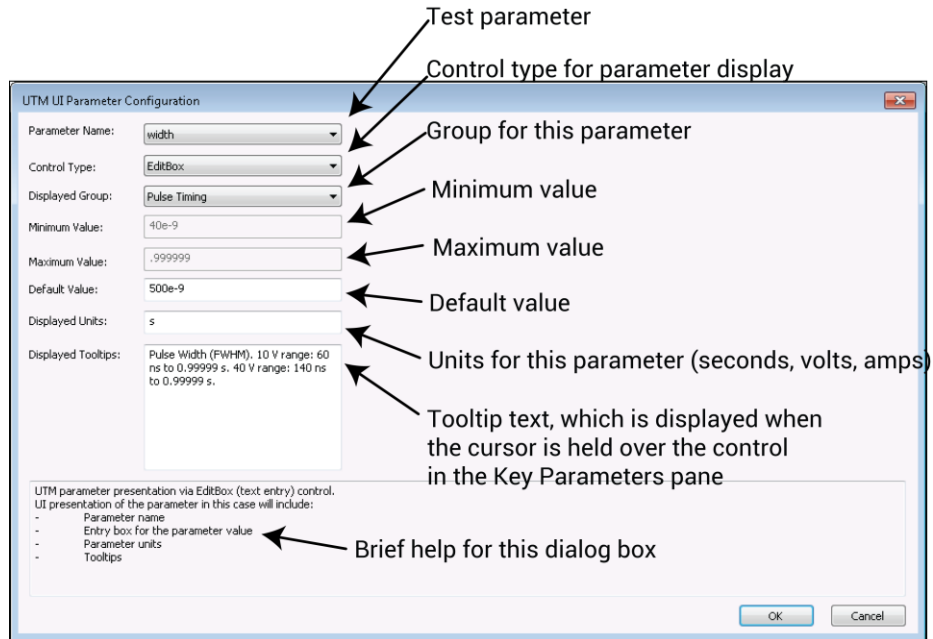 Test parameter
Control type for parameter display
UTM UI Parameter Configuration
Parameter Name:
width
Group for this parameter
Control Type:
EditBox
Displayed Group:
Pulse Timing
Minimum value
Minimum Value:
40e-9
Maximum value
Maximum Value:
.999999
Default Value:
500e-9
Default value
Displayed Units:
s
Units for this parameter (seconds, volts, amps)
Displayed Tooltips:
Pulse Width (FWHM). 10 V range: 60
ns to 0.99999 s. 40 V range: 140 ns
to 0.99999 s.
Tooltip text, which is displayed when
the cursor is held over the control
in the Key Parameters pane
UTM parameter presentation via EditBox (text entry) control.
UI presentation of the parameter in this case will include:
- Parameter name
- Entry box for the parameter value
- Parameter units
- Tooltips
Brief help for this dialog box
OK
Cancel